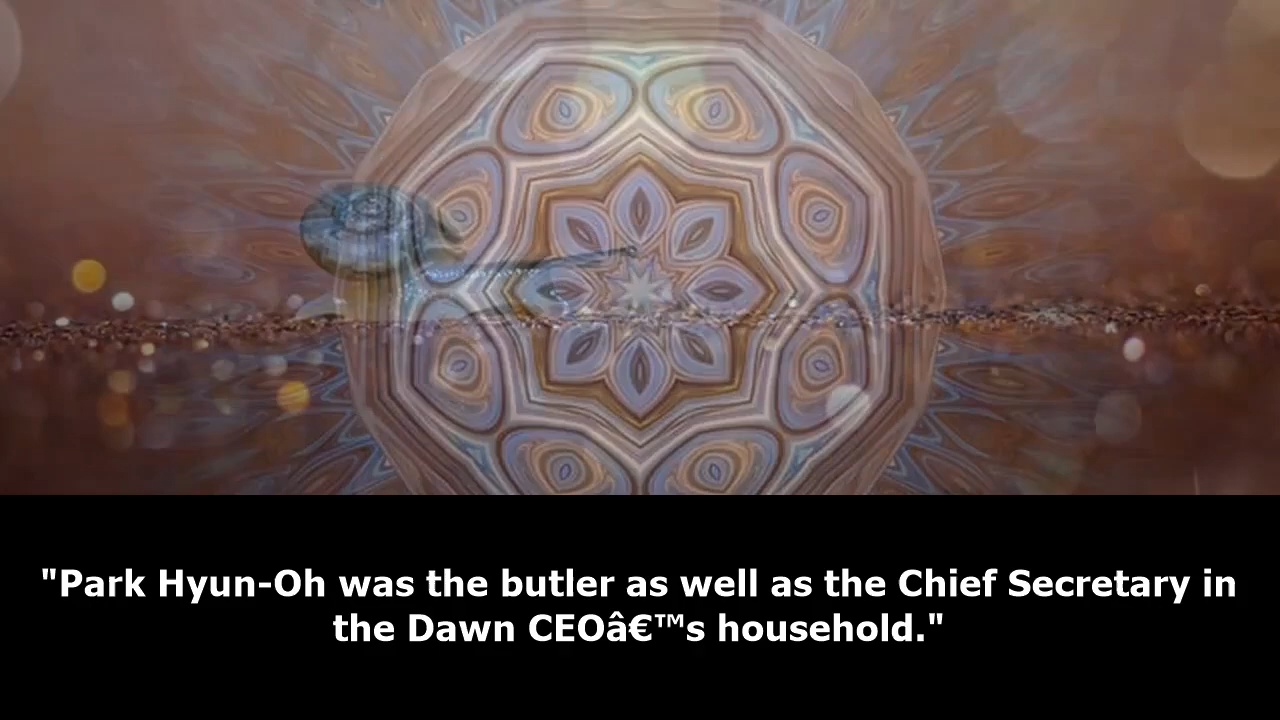 "Park Hyun-Oh was the butler as well as the Chief Secretary in
the Dawn CEOâ€™s household."